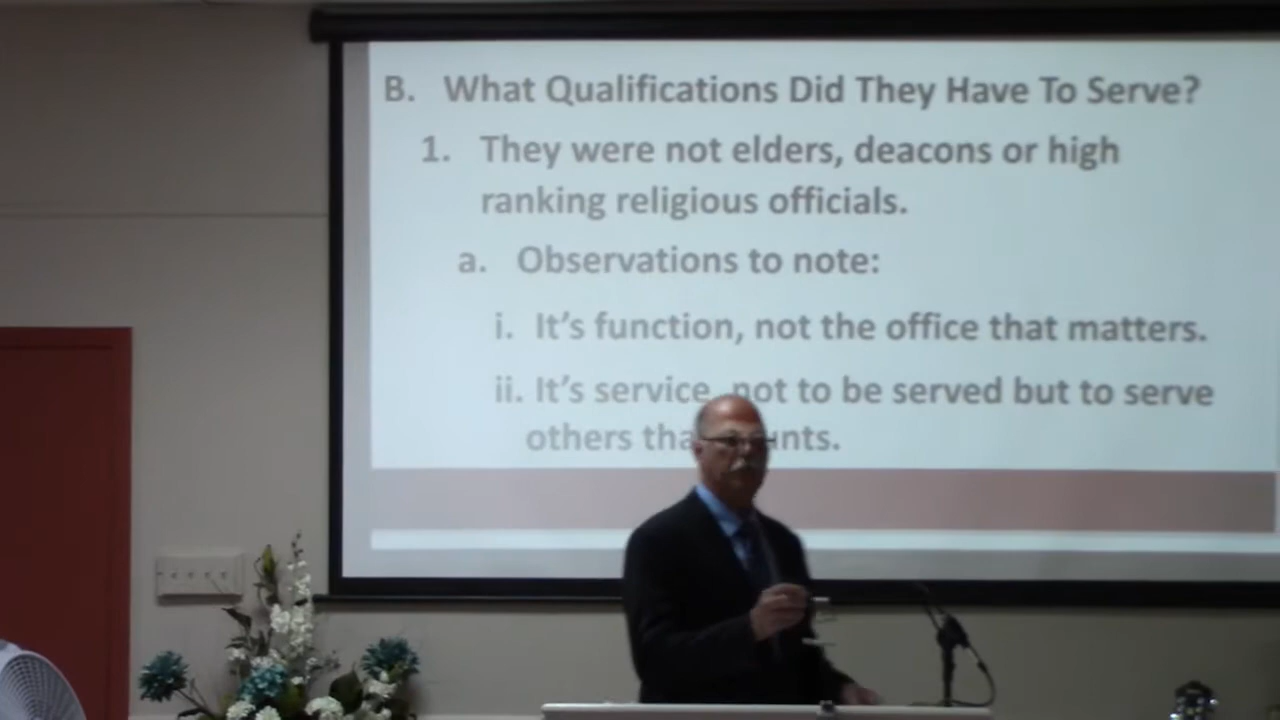 B. What Qualifications Did They Have To Serve?
1. They were not elders, deacons or high
ranking religious officials.
a. Observations to note:
i. It's function, not the office that matters.
ii. It's service, not to be served but to serve
others